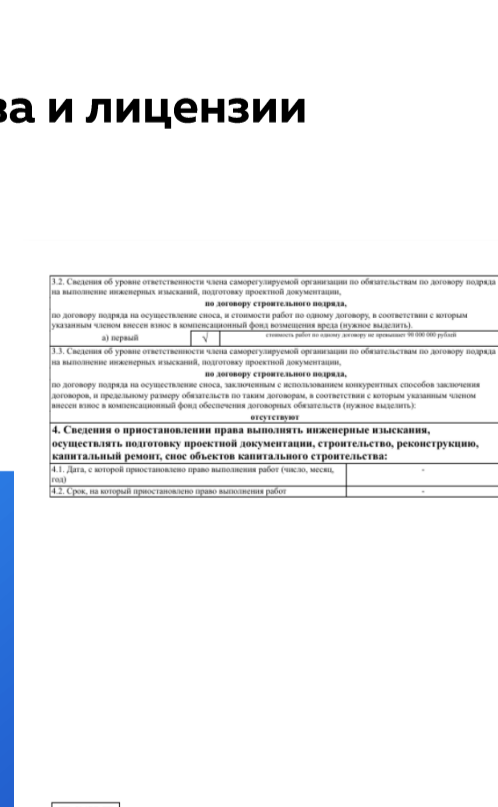 ва и лицензии
3.2. Сведения об уровне ответственности члена саморегулируемой организации по обязательствам по договору подряда
на выполнение инженерных изысканий, подготовку проектной документации,
по договору строительного подряда,
по договору подряда на осуществление сноса, и стоимости работ по одному договору, в соответствии с которым
указанным членом внесен взнос в компенсационный фонд возмещения вреда (нужное выделить).
а) первый √ стоимость работ по одному договору не превышает 90 000 000 рублей
3.3. Сведения об уровне ответственности члена саморегулируемой организации по обязательствам по договору подряда
на выполнение инженерных изысканий, подготовку проектной документации,
по договору строительного подряда,
по договору подряда на осуществление сноса, заключенным с использованием конкурентных способов заключения
договоров, и предельному размеру обязательств по таким договорам, в соответствии с которым указанным членом
внесен взнос в компенсационный фонд обеспечения договорных обязательств (нужное выделить):
отсутствуют
4. Сведения о приостановлении права выполнять инженерные изыскания,
осуществлять подготовку проектной документации, строительство, реконструкцию,
капитальный ремонт, снос объектов капитального строительства:
4.1. Дата, с которой приостановлено право выполнения работ (число, месяц, -
год)
4.2. Срок, на который приостановлено право выполнения работ -